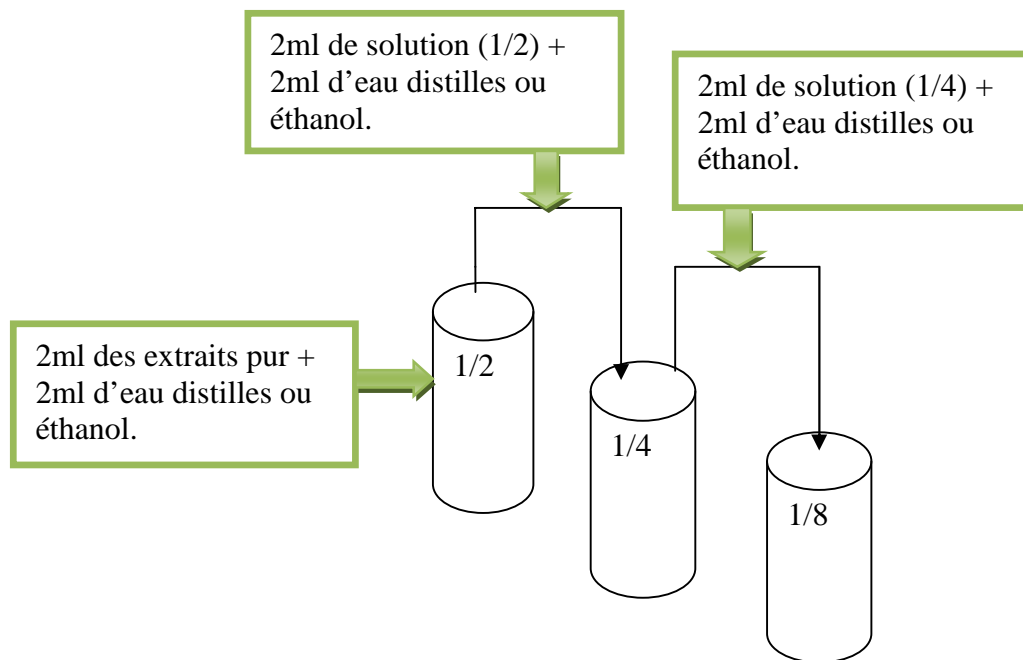 2ml de solution (1/2) +
2ml d’eau distilles ou
éthanol.
2ml de solution (1/4) +
2ml d’eau distilles ou
éthanol.
2ml des extraits pur +
2ml d’eau distilles ou
éthanol.
1/2
1/4
1/8